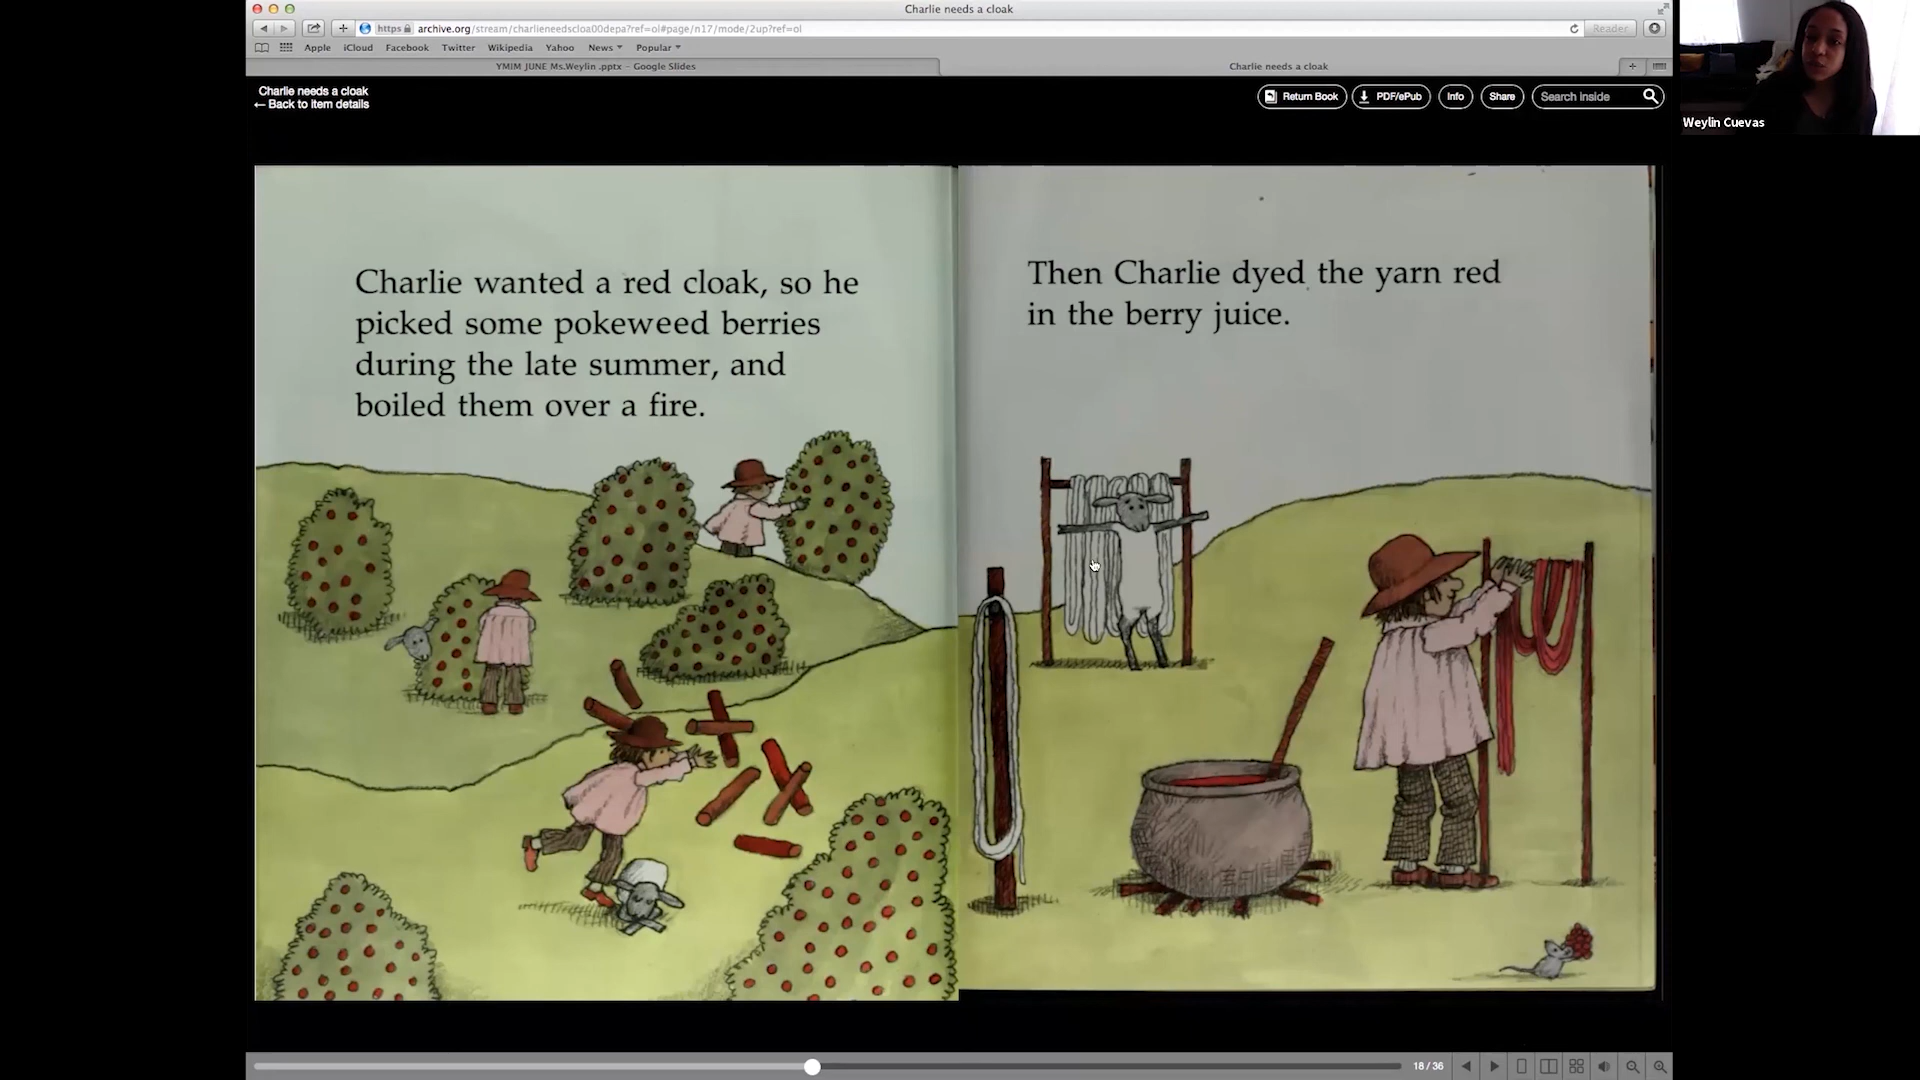 Charlie needs a cloak
https archive.org/stream/charlieneedscloa00depa?ref=ol#page/n17/mode/2up?ref=ol
Reader
Apple iCloud Facebook Twitter Wikipedia Yahoo News Popular
YMIM JUNE Ms.Weylin .pptx - Google Slides
Charlie needs a cloak
Charlie needs a cloak
← Back to item details
Return Book
PDF/ePub
Info
Share
Search inside
Weylin Cuevas
Charlie wanted a red cloak, so he
picked some pokeweed berries
during the late summer, and
boiled them over a fire.
Then Charlie dyed the yarn red
in the berry juice.
18 / 36